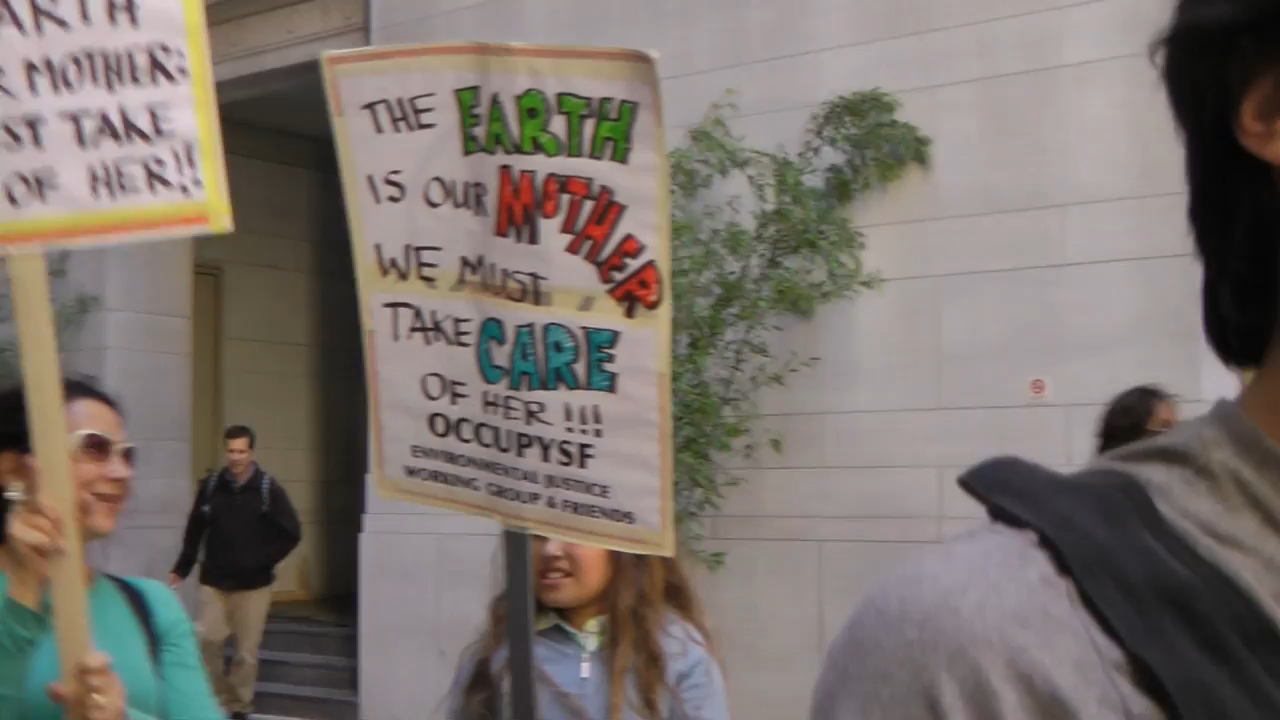 ARTH
MOTHER:
ST TAKE
OF HER!!
THE EARTH
IS OUR MOTHER
WE MUST
TAKE CARE
OF HER !!!
OCCUPYSF
ENVIRONMENTAL JUSTICE
WORKING GROUP & FRIENDS